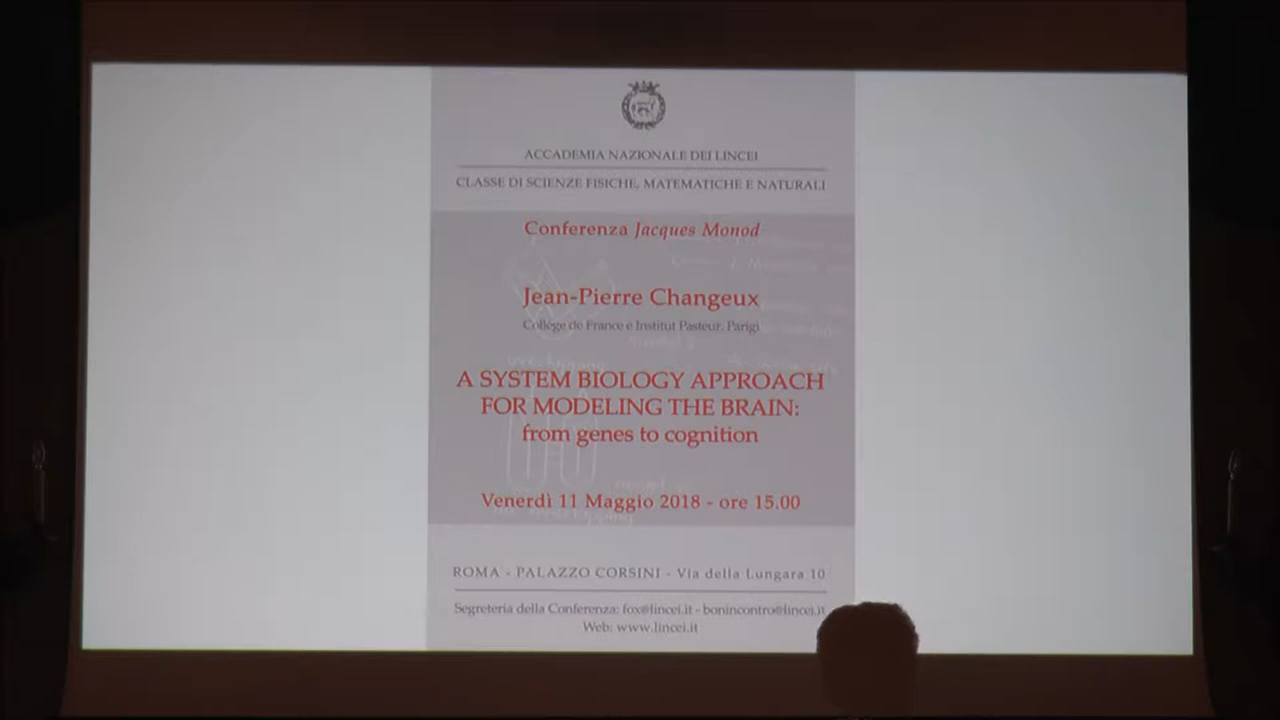 ACCADEMIA NAZIONALE DEI LINCEI
CLASSE DI SCIENZE FISICHE, MATEMATICHE E NATURALI
Conferenza Jacques Monod
Jean-Pierre Changeux
Collège de France e Institut Pasteur, Parigi
A SYSTEM BIOLOGY APPROACH
FOR MODELING THE BRAIN:
from genes to cognition
Venerdì 11 Maggio 2018 - ore 15.00
ROMA - PALAZZO CORSINI - Via della Lungara 10
Segreteria della Conferenza: fox@lincei.it - bonincontro@lincei.it
Web: www.lincei.it